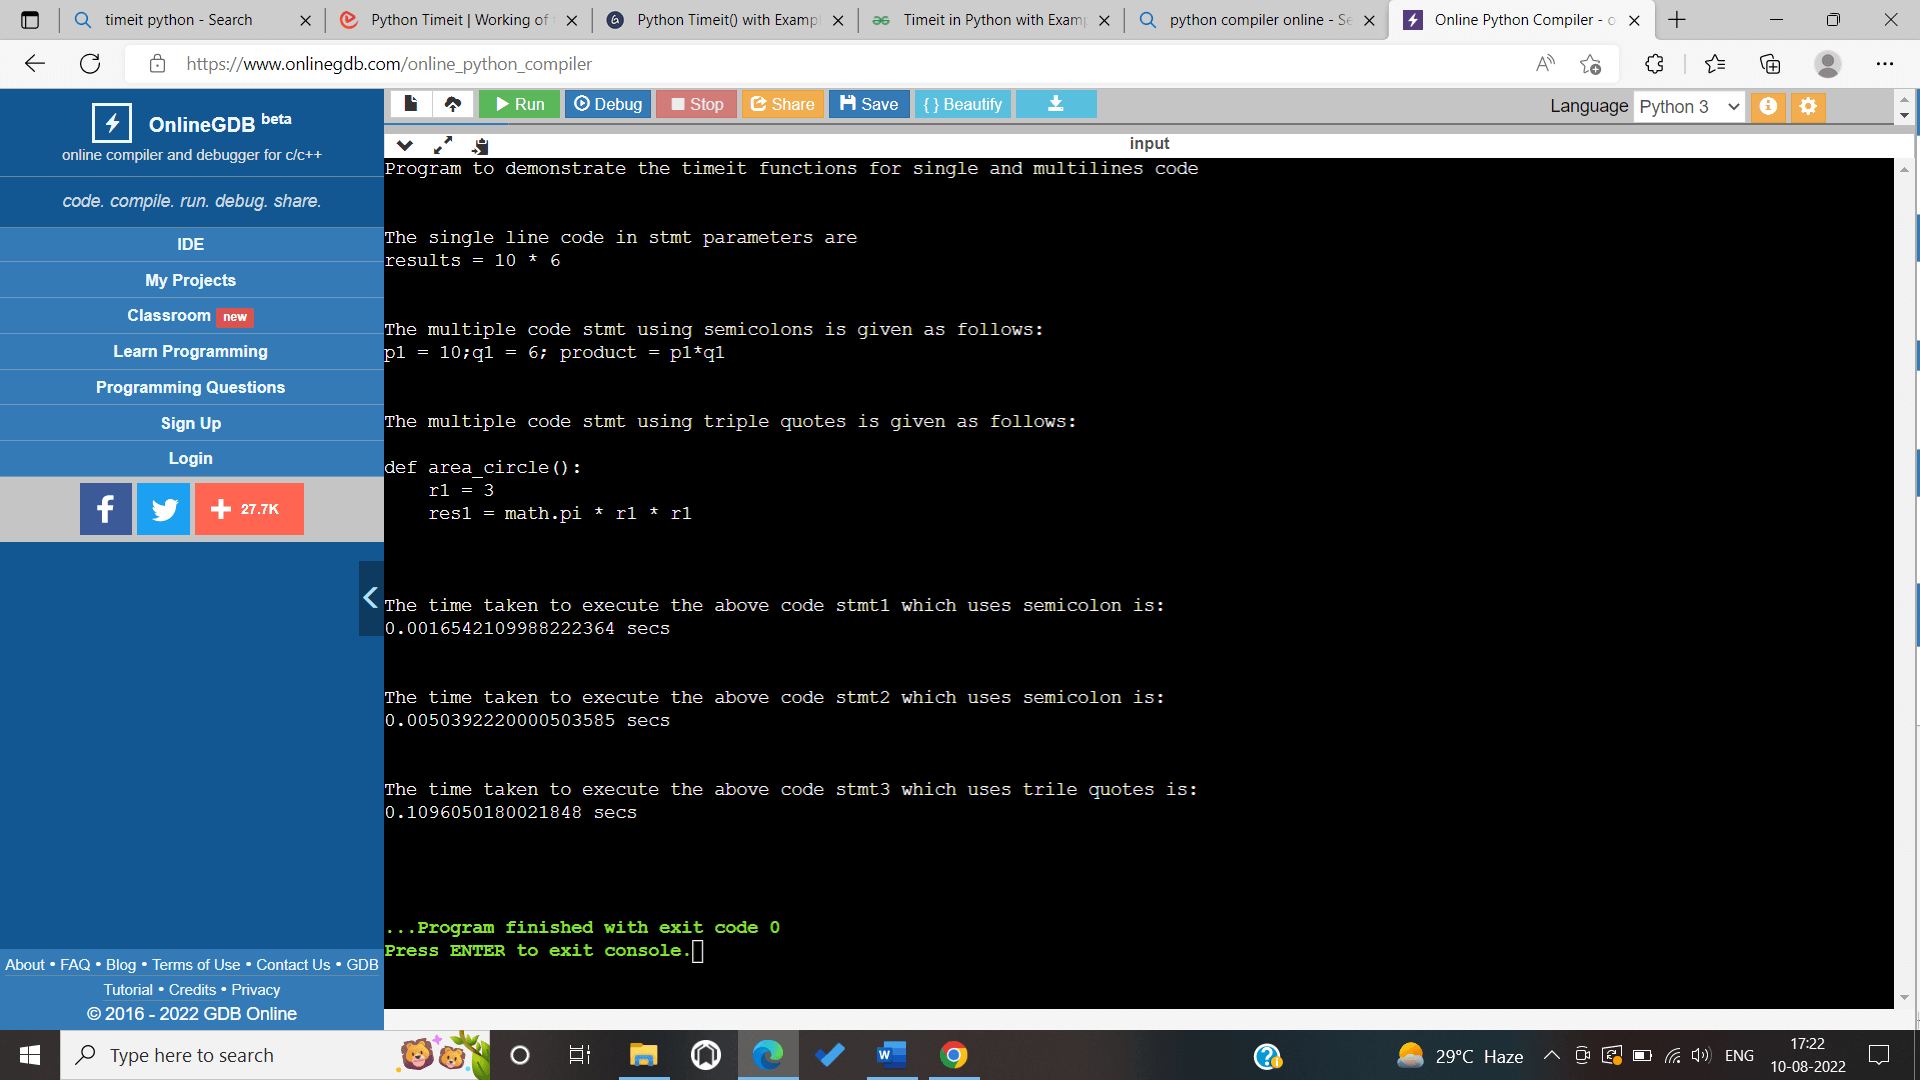 timeit python - Search
Python Timeit | Working of
Python Timeit() with Examp
Timeit in Python with Exam
python compiler online - Se
Online Python Compiler - o
https://www.onlinegdb.com/online_python_compiler
OnlineGDB beta
online compiler and debugger for c/c++
code. compile. run. debug. share.
IDE
My Projects
Classroom new
Learn Programming
Programming Questions
Sign Up
Login
27.7K
About • FAQ • Blog • Terms of Use • Contact Us • GDB
Tutorial • Credits • Privacy
© 2016 - 2022 GDB Online
Run
Debug
Stop
Share
Save
{ } Beautify
Language Python 3
input
Program to demonstrate the timeit functions for single and multilines code
The single line code in stmt parameters are
results = 10 * 6
The multiple code stmt using semicolons is given as follows:
p1 = 10;q1 = 6; product = p1*q1
The multiple code stmt using triple quotes is given as follows:
def area_circle():
    r1 = 3
    res1 = math.pi * r1 * r1
The time taken to execute the above code stmt1 which uses semicolon is:
0.0016542109988222364 secs
The time taken to execute the above code stmt2 which uses semicolon is:
0.0050392220000503585 secs
The time taken to execute the above code stmt3 which uses trile quotes is:
0.1096050180021848 secs
...Program finished with exit code 0
Press ENTER to exit console.
Type here to search
29°C Haze
ENG
17:22
10-08-2022